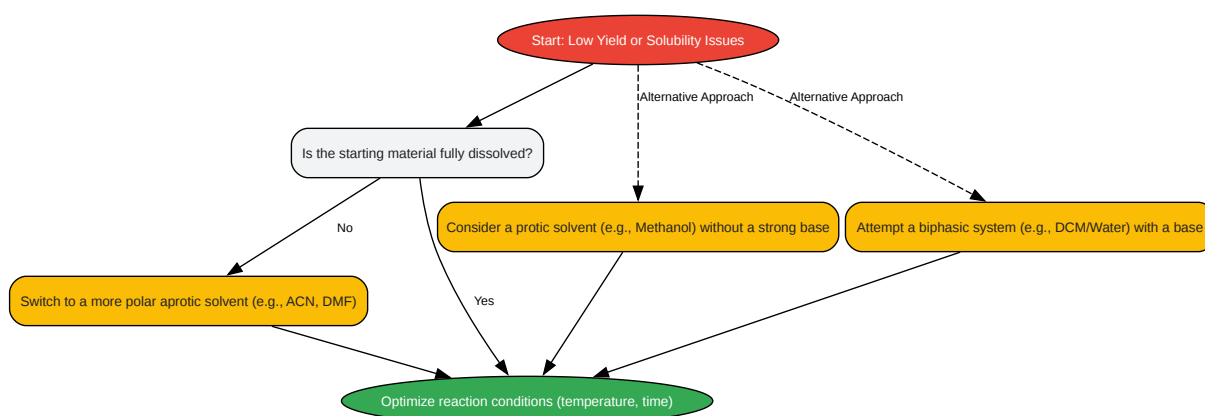 Start: Low Yield or Solubility Issues
Alternative Approach
Alternative Approach
Is the starting material fully dissolved?
No
Consider a protic solvent (e.g., Methanol) without a strong base
Attempt a biphasic system (e.g., DCM/Water) with a base
Switch to a more polar aprotic solvent (e.g., ACN, DMF)
Yes
Optimize reaction conditions (temperature, time)